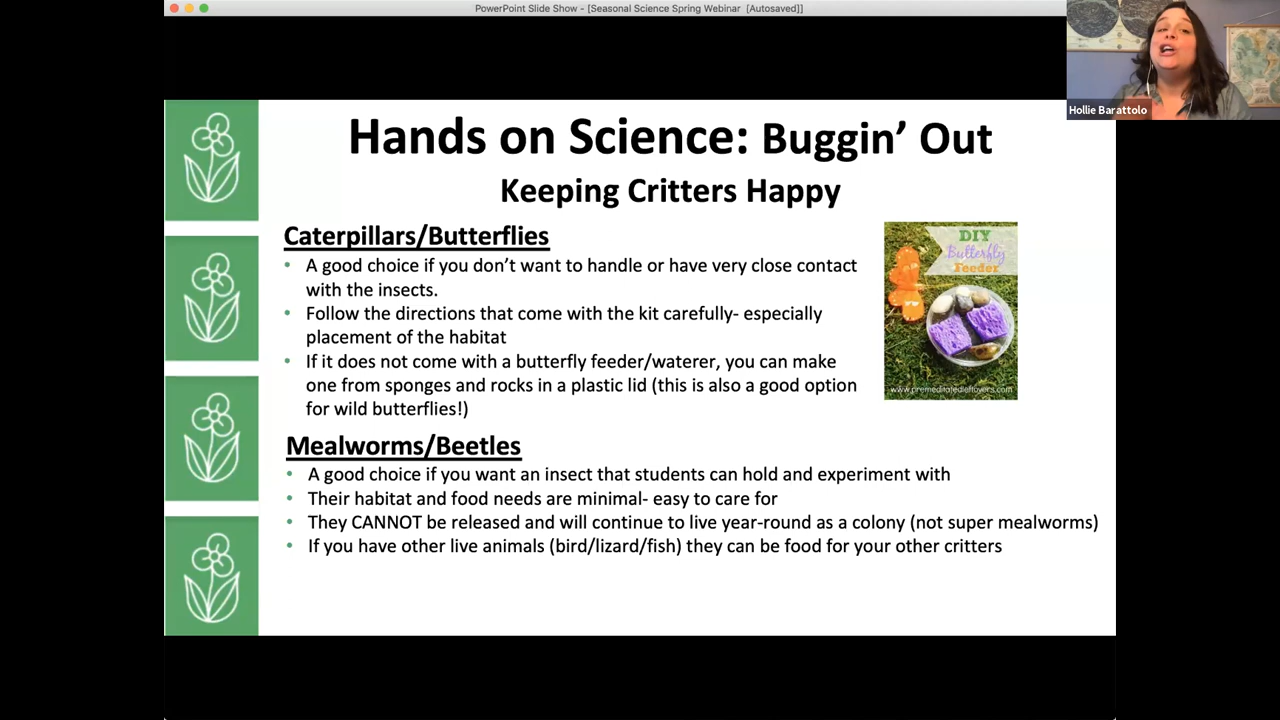 PowerPoint Slide Show - [Seasonal Science Spring Webinar [Autosaved]]
Hollie Barattolo
Hands on Science: Buggin’ Out
Keeping Critters Happy
Caterpillars/Butterflies
• A good choice if you don’t want to handle or have very close contact
with the insects.
• Follow the directions that come with the kit carefully- especially
placement of the habitat
• If it does not come with a butterfly feeder/waterer, you can make
one from sponges and rocks in a plastic lid (this is also a good option
for wild butterflies!)
DIY
Butterfly
Feeder
www.premeditatedleftovers.com
Mealworms/Beetles
• A good choice if you want an insect that students can hold and experiment with
• Their habitat and food needs are minimal- easy to care for
• They CANNOT be released and will continue to live year-round as a colony (not super mealworms)
• If you have other live animals (bird/lizard/fish) they can be food for your other critters